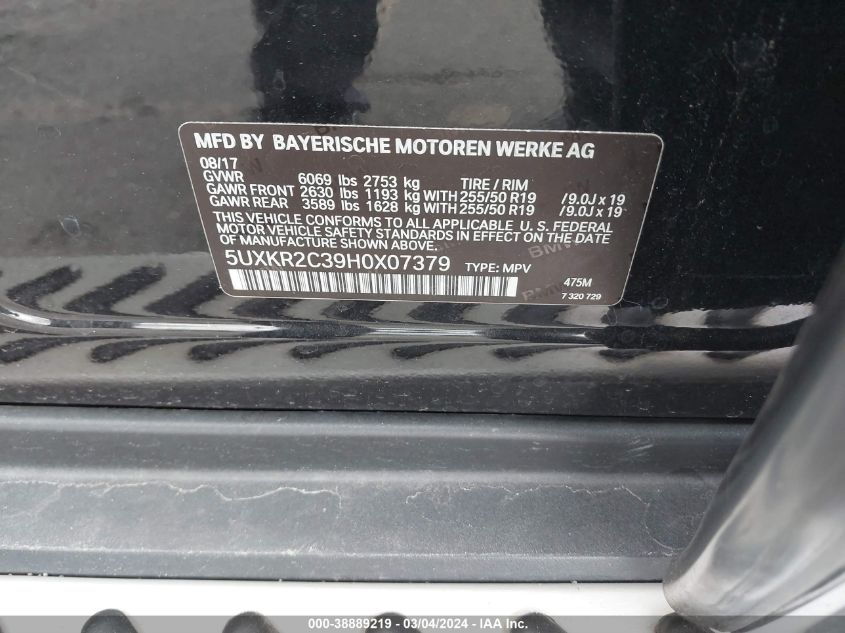 MFD BY BAYERISCHE MOTOREN WERKE AG
08/17
GVWR 6069 lbs 2753 kg TIRE / RIM
GAWR FRONT 2630 lbs 1193 kg WITH 255/50 R19 /9.0J x 19
GAWR REAR 3589 lbs 1628 kg WITH 255/50 R19 /9.0J x 19
THIS VEHICLE CONFORMS TO ALL APPLICABLE U. S. FEDERAL
MOTOR VEHICLE SAFETY STANDARDS IN EFFECT ON THE DATE
OF MANUFACTURE SHOWN ABOVE.
5UXKR2C39H0X07379 TYPE: MPV 475M
7 320 729
000-38889219 - 03/04/2024 - IAA Inc.